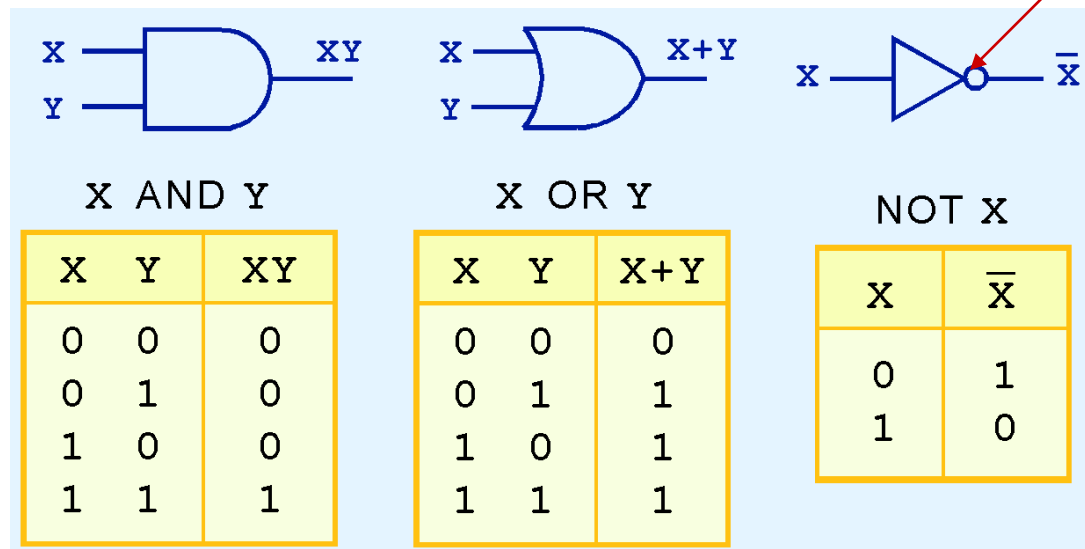 X XY
Y
X AND Y
X Y XY
0 0 0
0 1 0
1 0 0
1 1 1
X X+Y
Y
X OR Y
X Y X+Y
0 0 0
0 1 1
1 0 1
1 1 1
X X̅
NOT X
X X̅
0 1
1 0